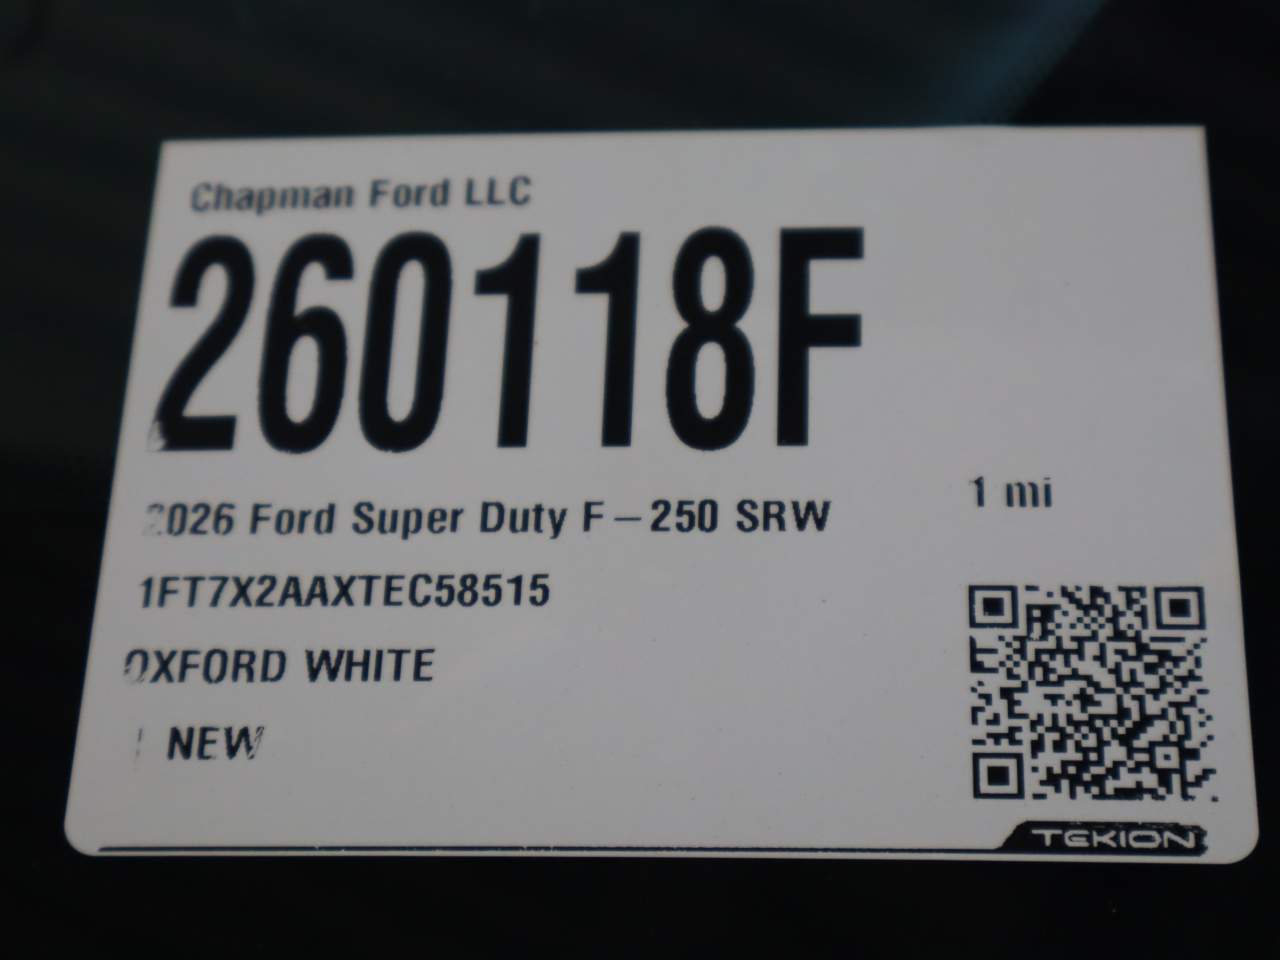 Chapman Ford LLC
260118F
2026 Ford Super Duty F-250 SRW
1 mi
1FT7X2AAXTEC58515
OXFORD WHITE
| NEW
TEKION